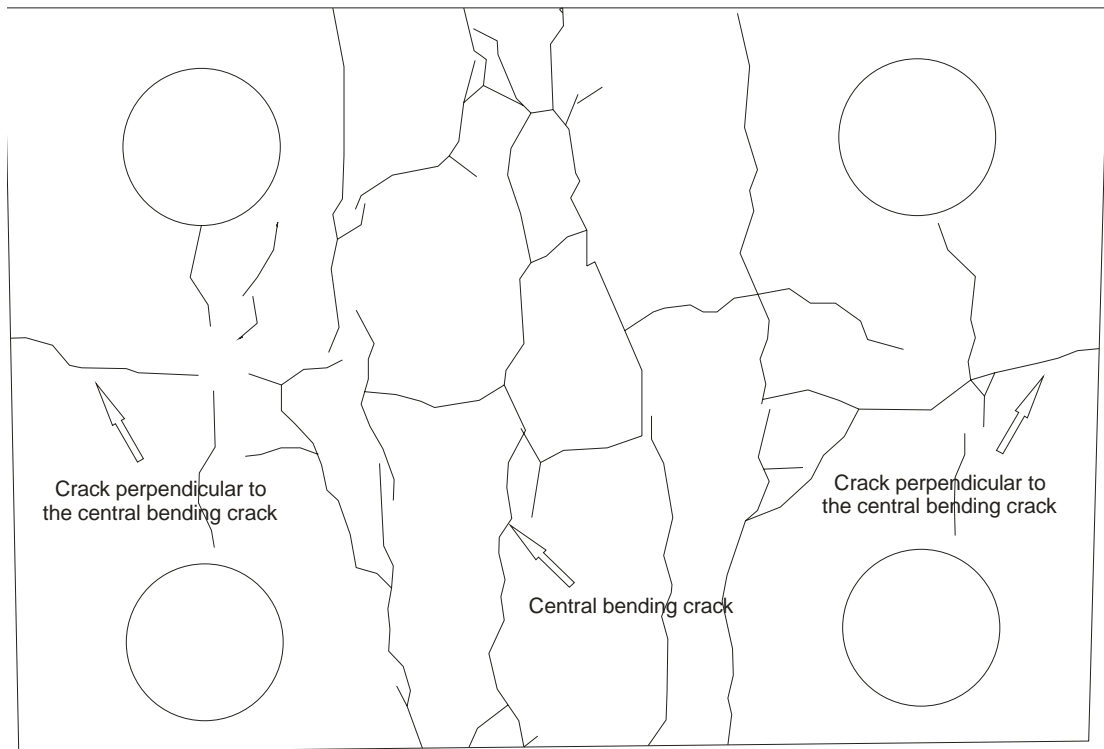 Crack perpendicular to
the central bending crack
Crack perpendicular to
the central bending crack
Central bending crack